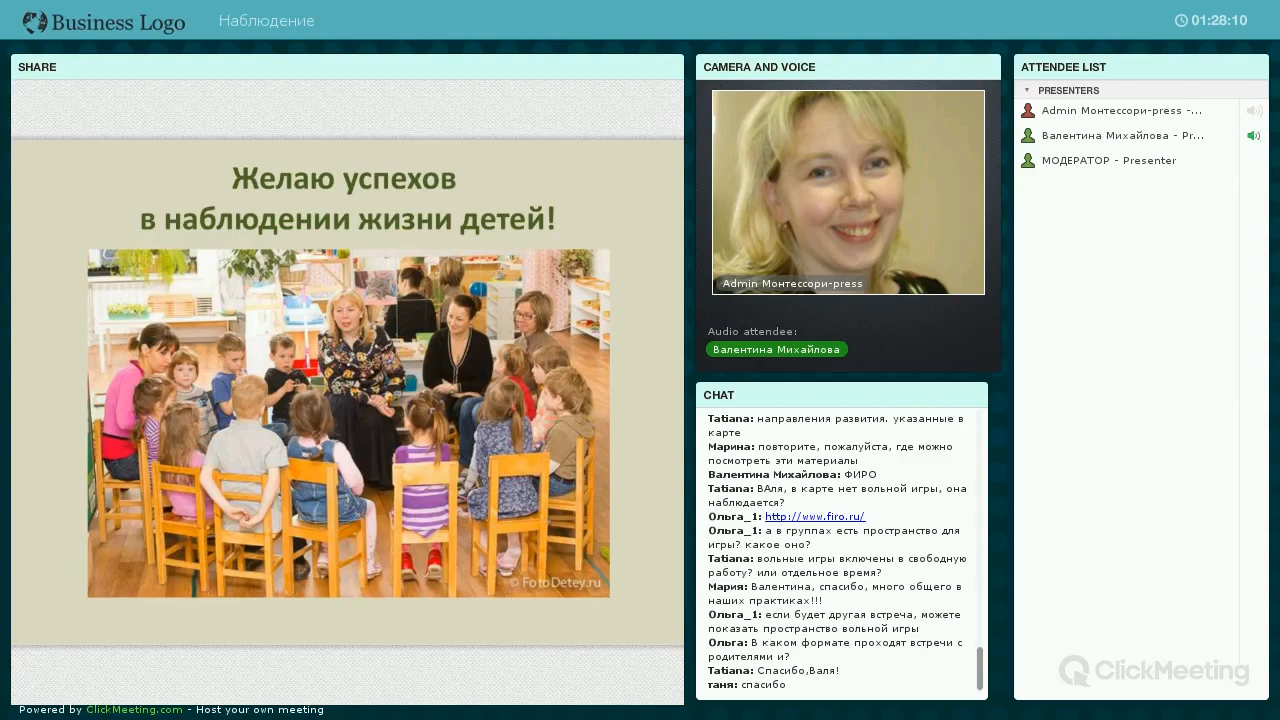 Business Logo
Наблюдение
01:28:10
SHARE
Желаю успехов
в наблюдении жизни детей!
© FotoDetey.ru
CAMERA AND VOICE
Admin Монтессори-press
Audio attendee:
Валентина Михайлова
CHAT
Tatiana: направления развития. указанные в
карте
Марина: повторите, пожалуйста, где можно
посмотреть эти материалы
Валентина Михайлова: ФИРО
Tatiana: ВАля, в карте нет вольной игры, она
наблюдается?
Ольга_1: http://www.firo.ru/
Ольга_1: а в группах есть пространство для
игры? какое оно?
Tatiana: вольные игры включены в свободную
работу? или отдельное время?
Мария: Валентина, спасибо, много общего в
наших практиках!!!
Ольга_1: если будет другая встреча, можете
показать пространство вольной игры
Ольга: В каком формате проходят встречи с
родителями и?
Tatiana: Спасибо,Валя!
таня: спасибо
ATTENDEE LIST
PRESENTERS
Admin Монтессори-press -...
Валентина Михайлова - Pr...
МОДЕРАТОР - Presenter
ClickMeeting
Powered by ClickMeeting.com - Host your own meeting